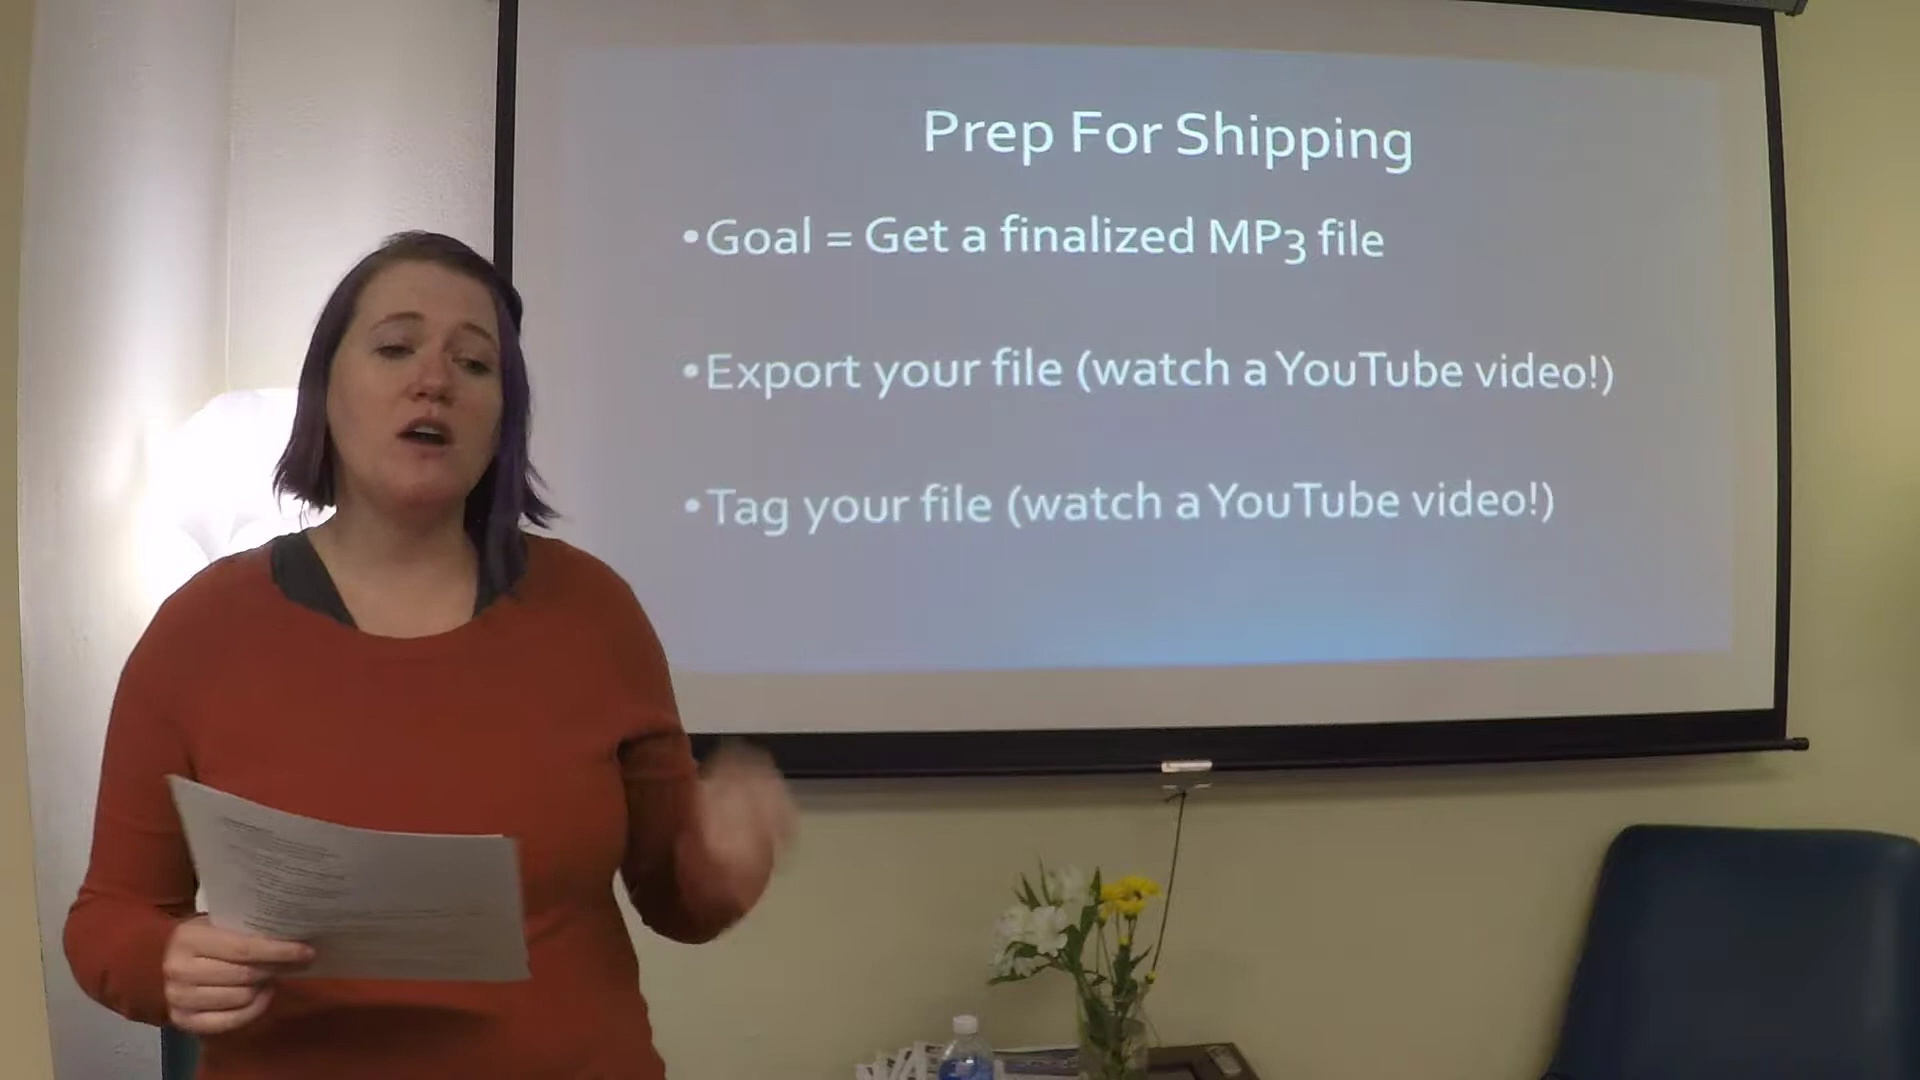 Prep For Shipping
•Goal = Get a finalized MP3 file
•Export your file (watch a YouTube video!)
•Tag your file (watch a YouTube video!)